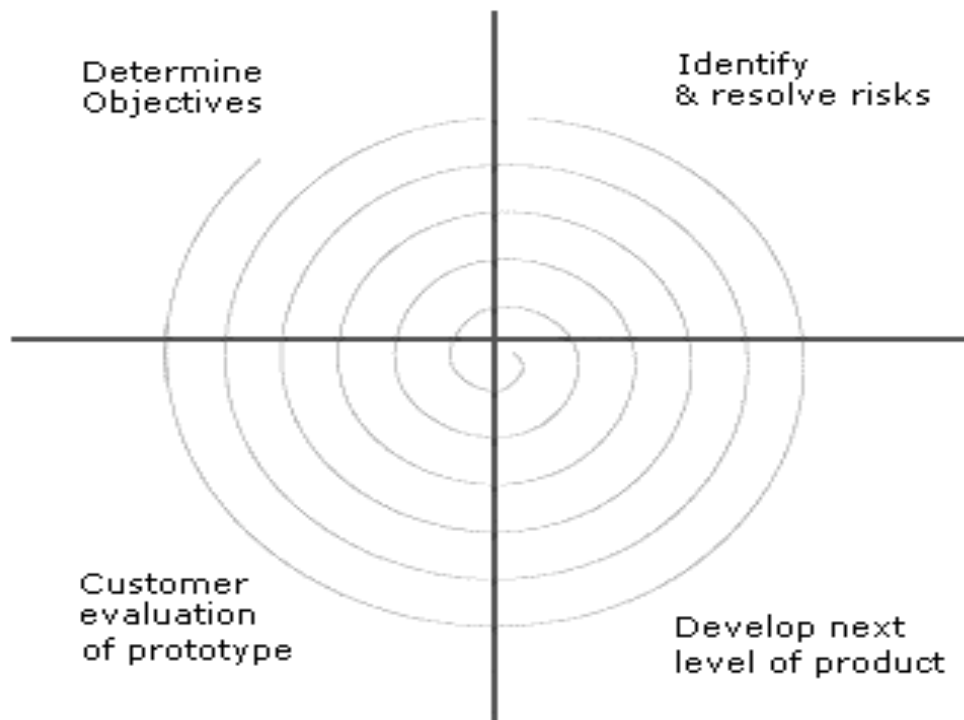 Determine
Objectives
Identify
& resolve risks
Customer
evaluation
of prototype
Develop next
level of product